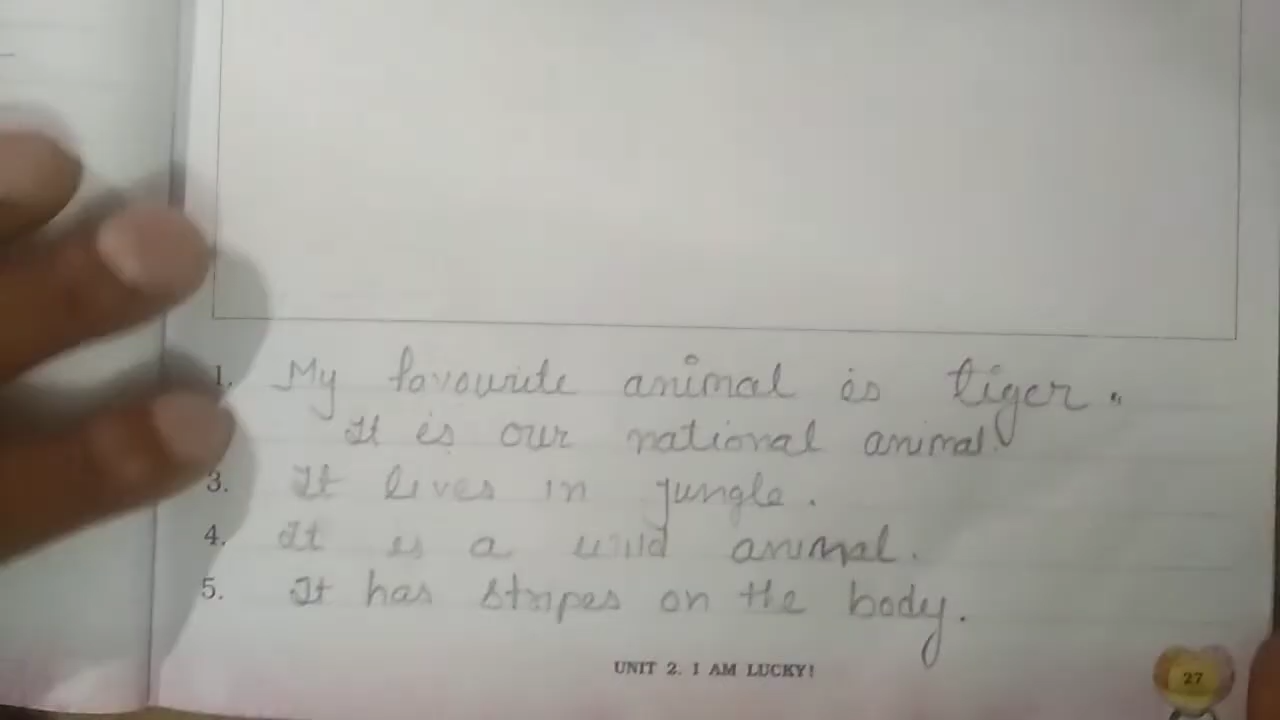 1. My favourite animal is tiger.
It is our national animal.
3. It lives in jungle.
4. It is a wild animal.
5. It has stripes on the body.
UNIT 2. I AM LUCKY!
27